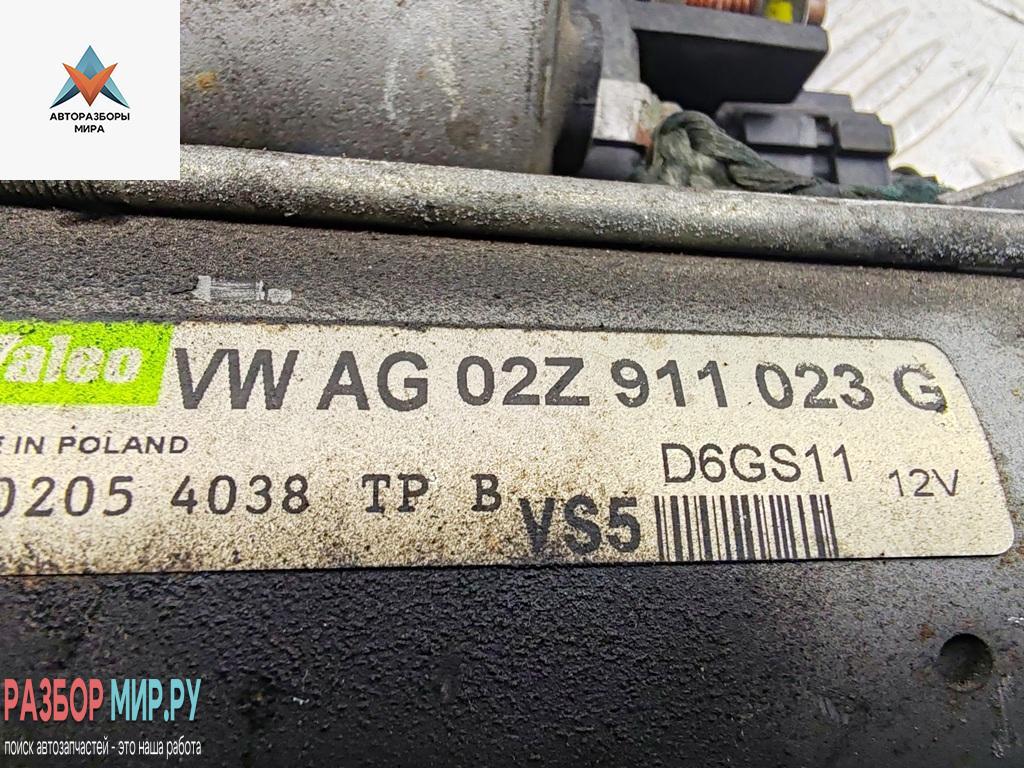 АВТОРАЗБОРЫ
МИРА
Valeo
VW AG 02Z 911 023 G
IN POLAND
D6GS11
12V
0205 4038 TP B
VS5
РАЗБОР МИР.РУ
поиск автозапчастей - это наша работа